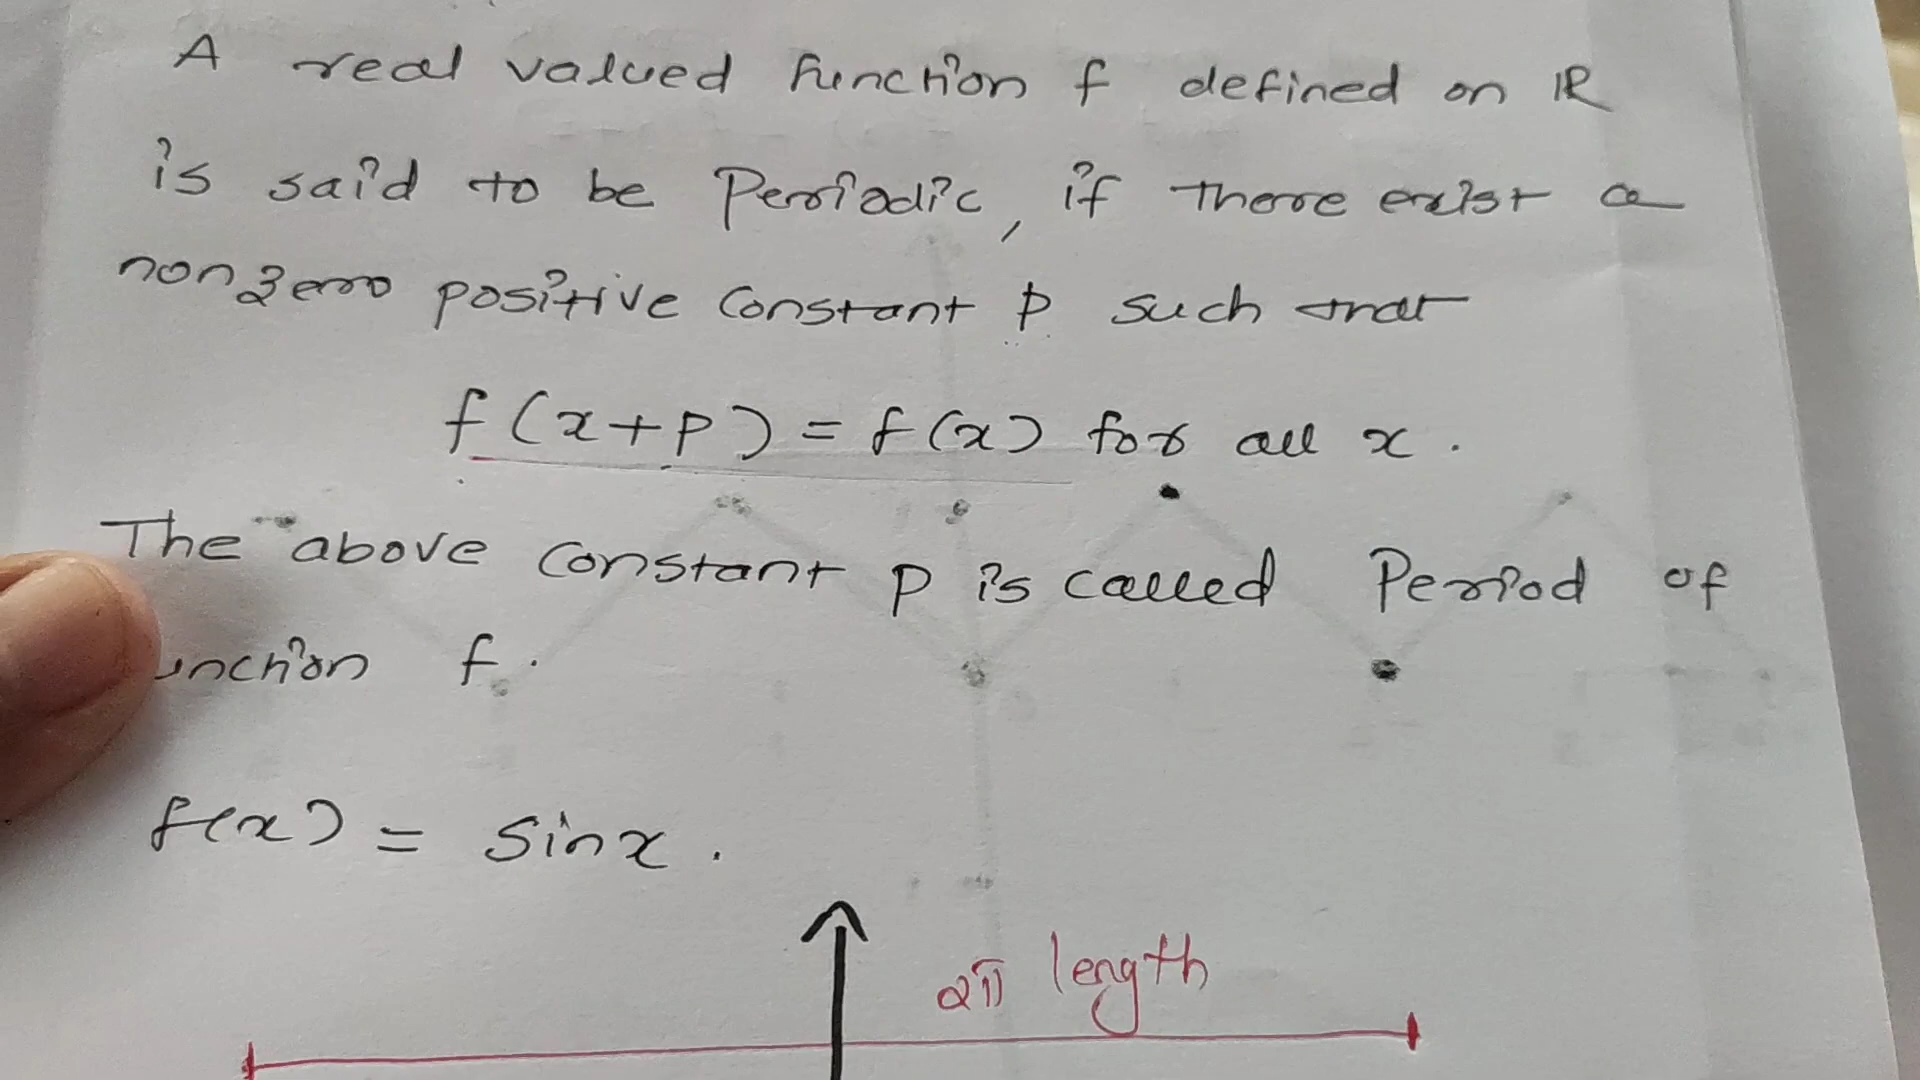 A real valued function f defined on ℝ
is said to be Periodic, if there exist a
nonzero positive constant p such that
f(x+p) = f(x) for all x.
The above constant p is called Period of
unction f.
f(x) = sinx.
2π length